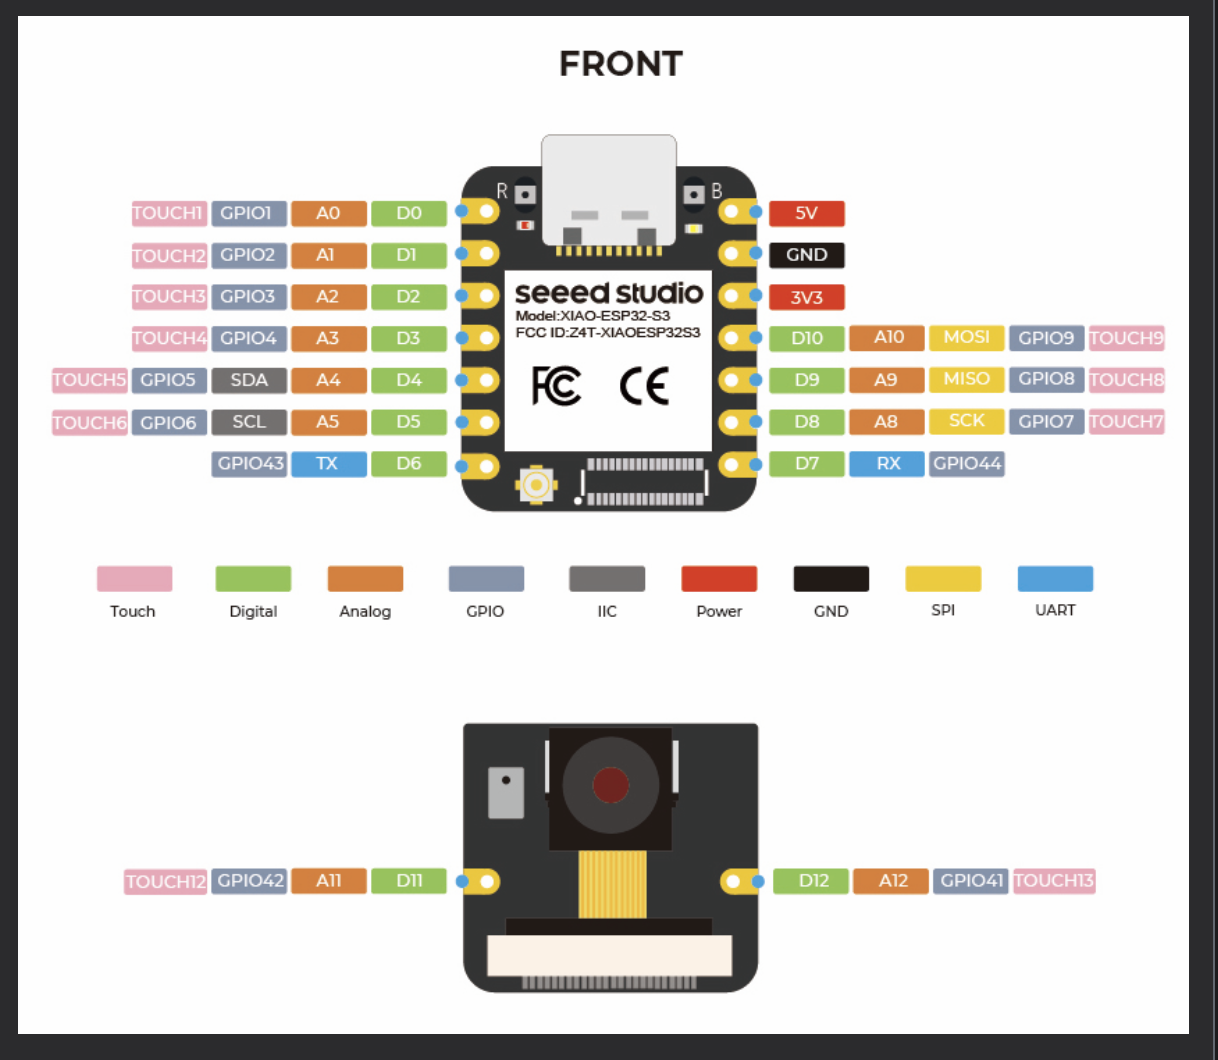 FRONT
R B
TOUCH1 GPIO1 A0 D0 5V
TOUCH2 GPIO2 A1 D1 GND
TOUCH3 GPIO3 A2 D2 3V3
TOUCH4 GPIO4 A3 D3 D10 A10 MOSI GPIO9 TOUCH9
TOUCH5 GPIO5 SDA A4 D4 D9 A9 MISO GPIO8 TOUCH8
TOUCH6 GPIO6 SCL A5 D5 D8 A8 SCK GPIO7 TOUCH7
GPIO43 TX D6 D7 RX GPIO44
seeed studio
Model:XIAO-ESP32-S3
FCC ID:Z4T-XIAOESP32S3
FC CE
Touch Digital Analog GPIO IIC Power GND SPI UART
TOUCH12 GPIO42 A11 D11 D12 A12 GPIO41 TOUCH13